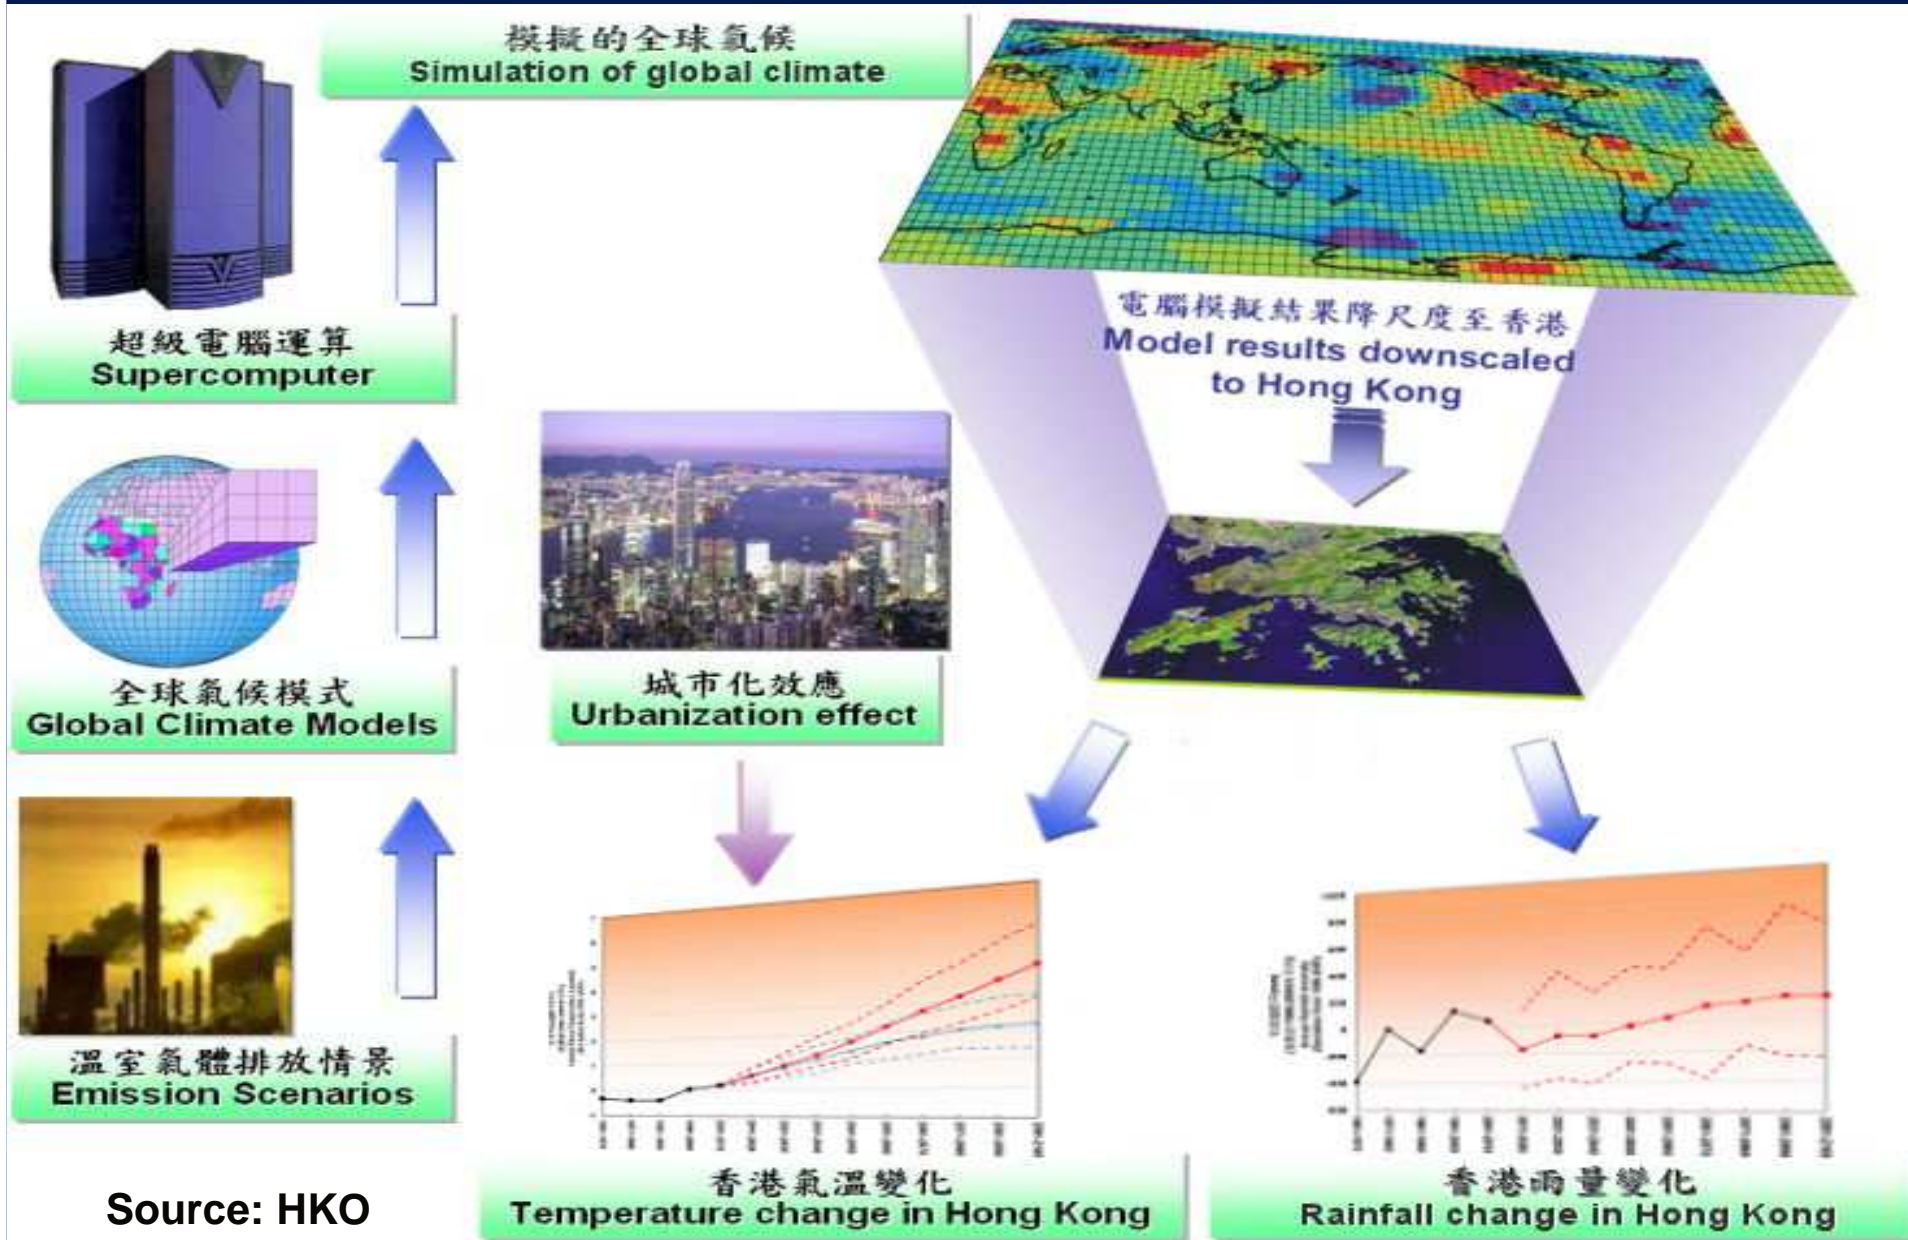 模擬的全球氣候
Simulation of global climate
超級電腦運算
Supercomputer
全球氣候模式
Global Climate Models
溫室氣體排放情景
Emission Scenarios
Source: HKO
電腦模擬結果降尺度至香港
Model results downscaled
to Hong Kong
城市化效應
Urbanization effect
香港氣溫變化
Temperature change in Hong Kong
香港雨量變化
Rainfall change in Hong Kong